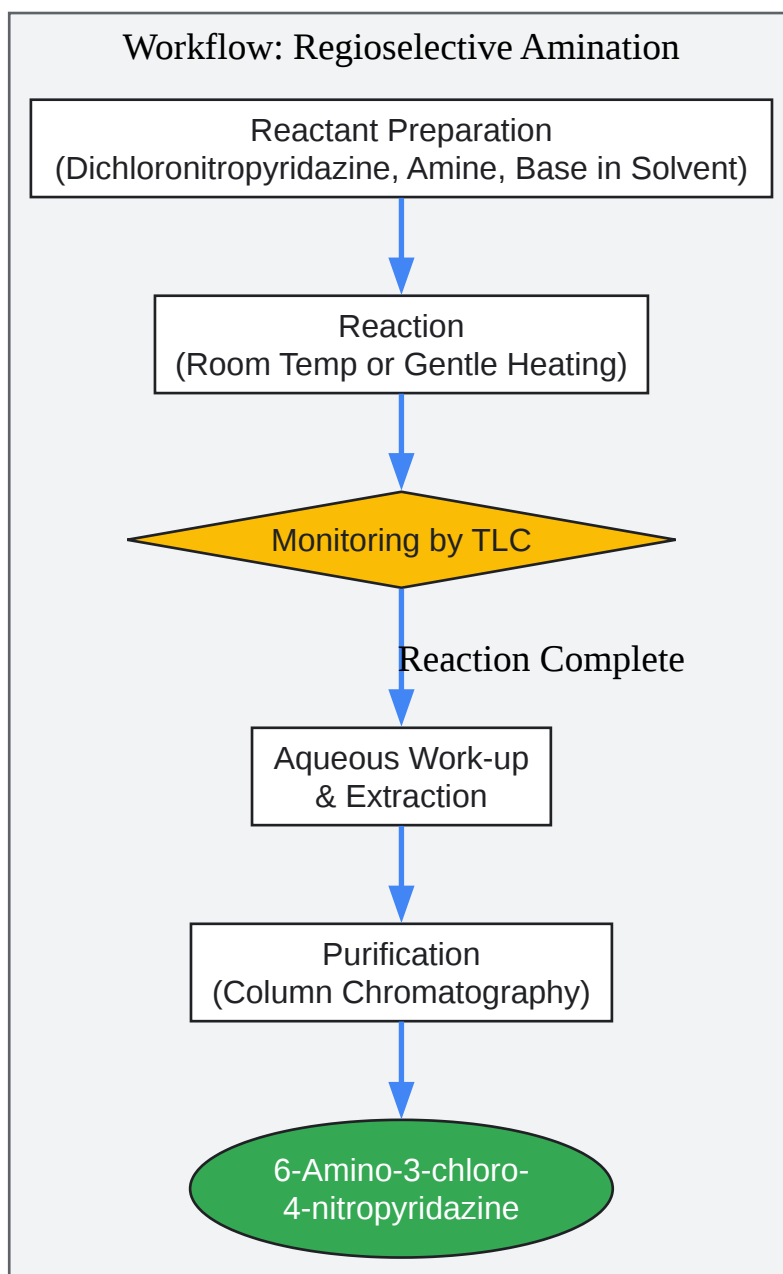 Workflow: Regioselective Amination
Reactant Preparation
(Dichloronitropyridazine, Amine, Base in Solvent)
Reaction
(Room Temp or Gentle Heating)
Monitoring by TLC
Reaction Complete
Aqueous Work-up
& Extraction
Purification
(Column Chromatography)
6-Amino-3-chloro-
4-nitropyridazine